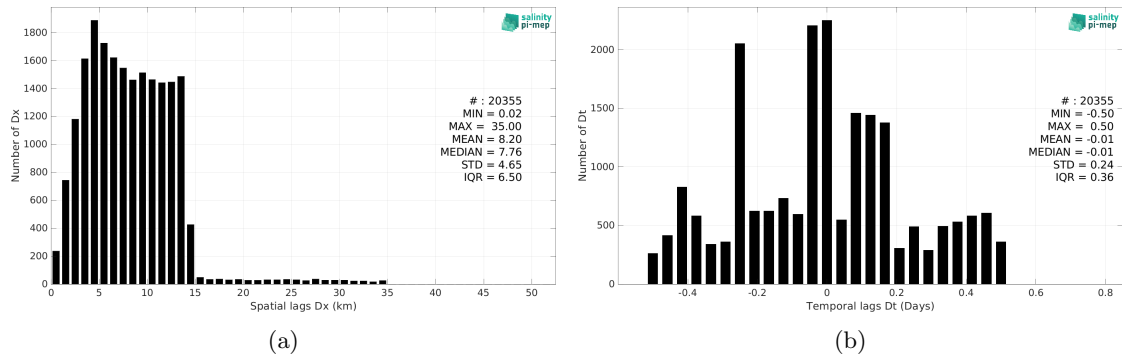 salinity
pi-mep
1800
1600
1400
1200
1000
800
600
400
200
0
Number of Dx
# : 20355
MIN = 0.02
MAX = 35.00
MEAN = 8.20
MEDIAN = 7.76
STD = 4.65
IQR = 6.50
0 5 10 15 20 25 30 35 40 45 50
Spatial lags Dx (km)
(a)
salinity
pi-mep
2000
1500
1000
500
0
Number of Dt
# : 20355
MIN = -0.50
MAX = 0.50
MEAN = -0.01
MEDIAN = -0.01
STD = 0.24
IQR = 0.36
-0.4 -0.2 0 0.2 0.4 0.6 0.8
Temporal lags Dt (Days)
(b)